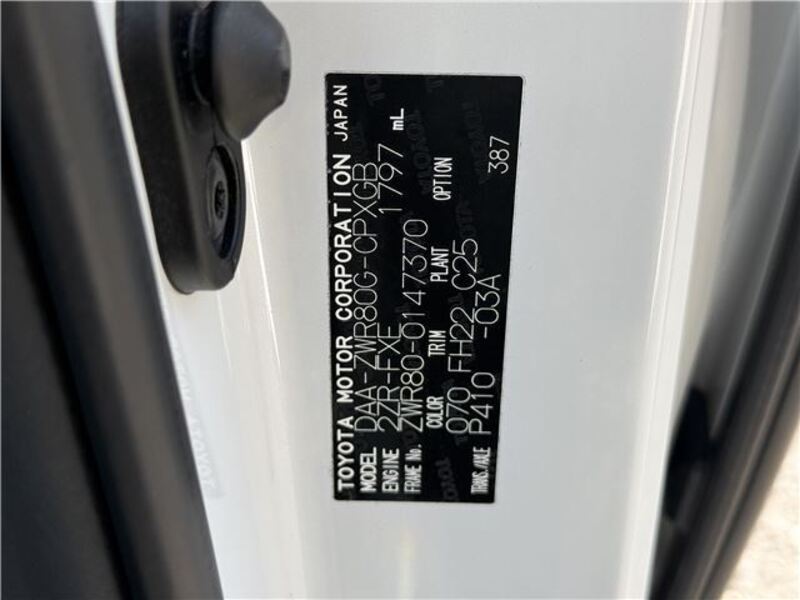 TOYOTA MOTOR CORPORATION JAPAN
MODEL DAA-ZWR80G-CPXGB
ENGINE 2ZR-FXE 1797 mL
FRAME No. ZWR80-0147370
COLOR TRIM PLANT OPTION
070 FH22 C25 387
TRANS./AXLE P410 -03A